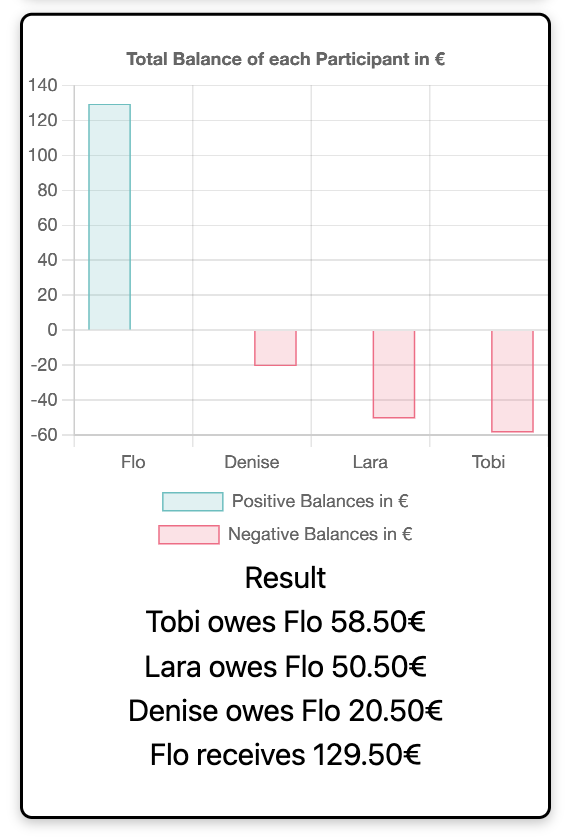 Total Balance of each Participant in €
140
120
100
80
60
40
20
0
-20
-40
-60
Flo Denise Lara Tobi
Positive Balances in €
Negative Balances in €
Result
Tobi owes Flo 58.50€
Lara owes Flo 50.50€
Denise owes Flo 20.50€
Flo receives 129.50€